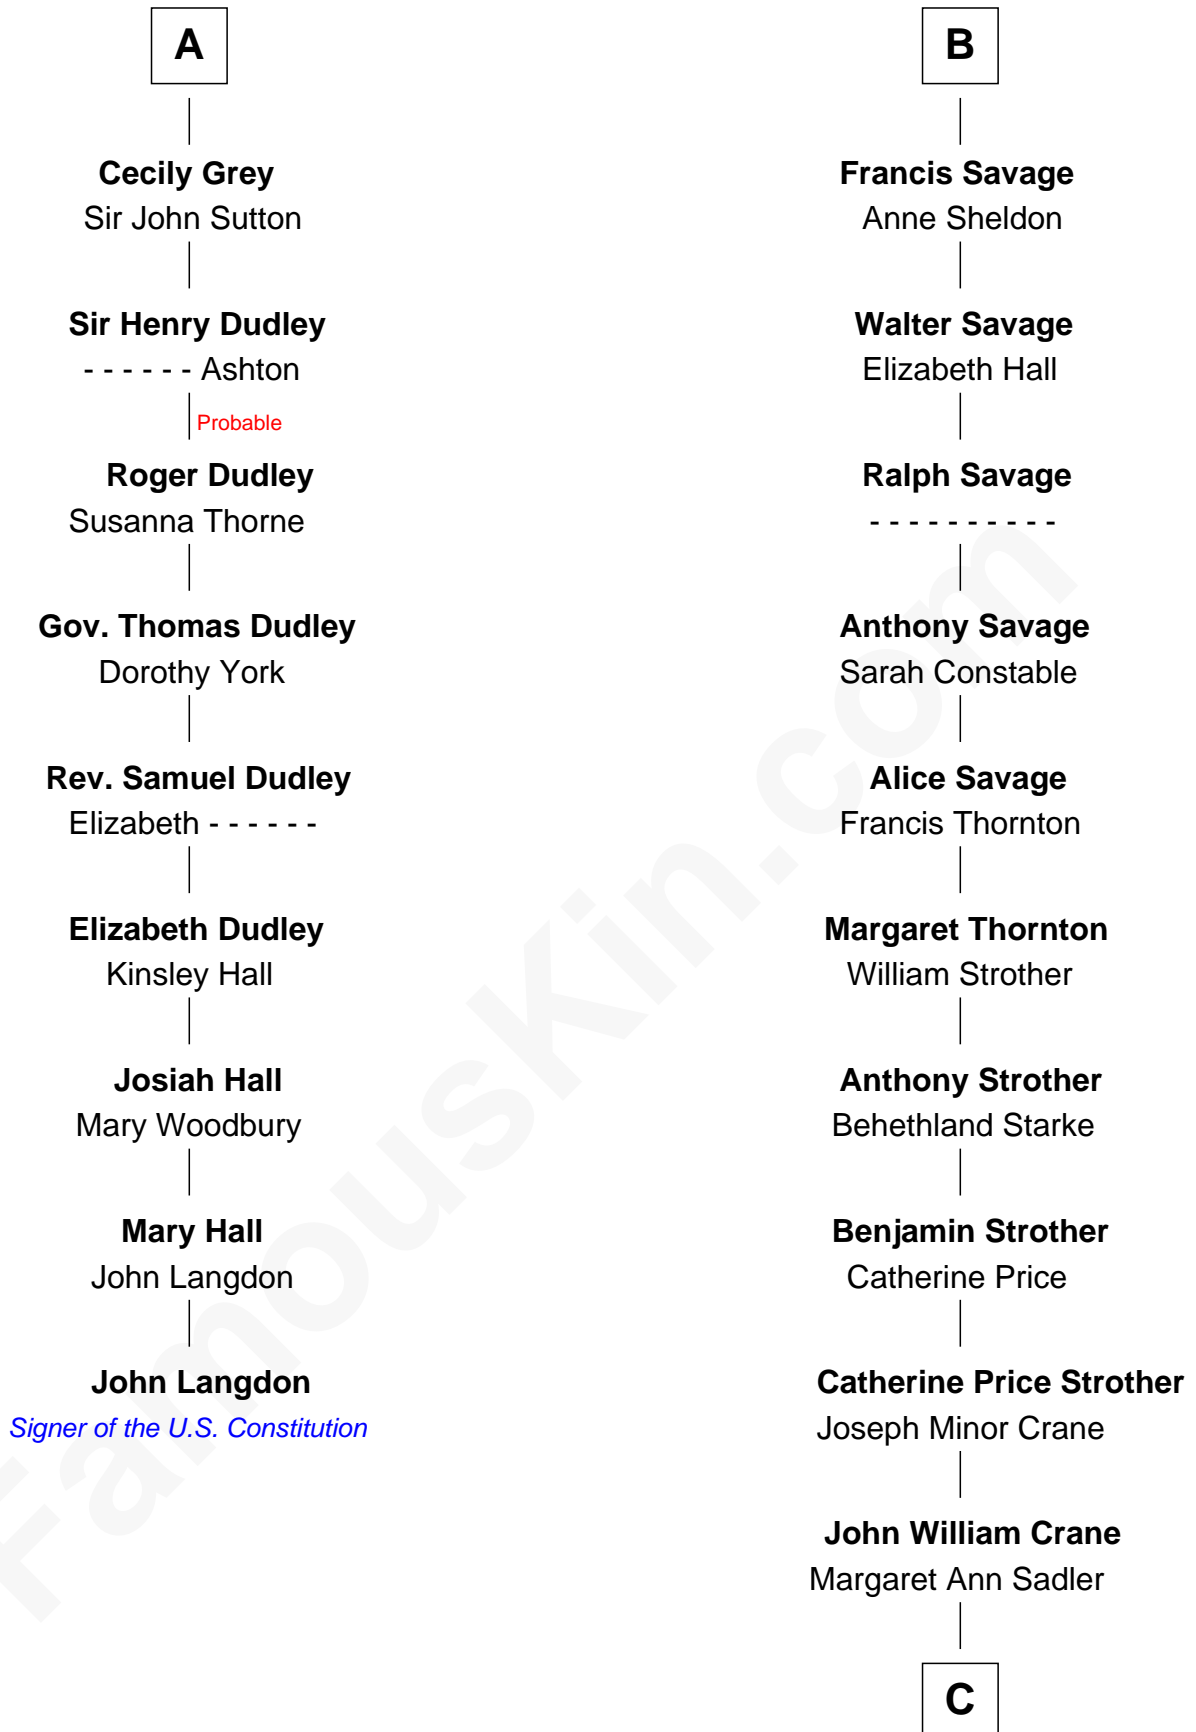 A
Cecily Grey
Sir John Sutton
Sir Henry Dudley
- - - - - - Ashton
Probable
Roger Dudley
Susanna Thorne
Gov. Thomas Dudley
Dorothy York
Rev. Samuel Dudley
Elizabeth - - - - - -
Elizabeth Dudley
Kinsley Hall
Josiah Hall
Mary Woodbury
Mary Hall
John Langdon
John Langdon
Signer of the U.S. Constitution
B
Francis Savage
Anne Sheldon
Walter Savage
Elizabeth Hall
Ralph Savage
- - - - - - - - - -
Anthony Savage
Sarah Constable
Alice Savage
Francis Thornton
Margaret Thornton
William Strother
Anthony Strother
Behethland Starke
Benjamin Strother
Catherine Price
Catherine Price Strother
Joseph Minor Crane
John William Crane
Margaret Ann Sadler
C
FamousKin.com